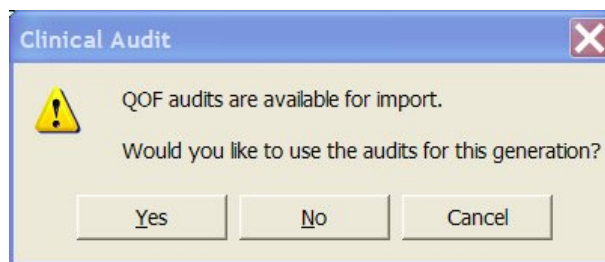 Clinical Audit
QOF audits are available for import.
Would you like to use the audits for this generation?
Yes No Cancel